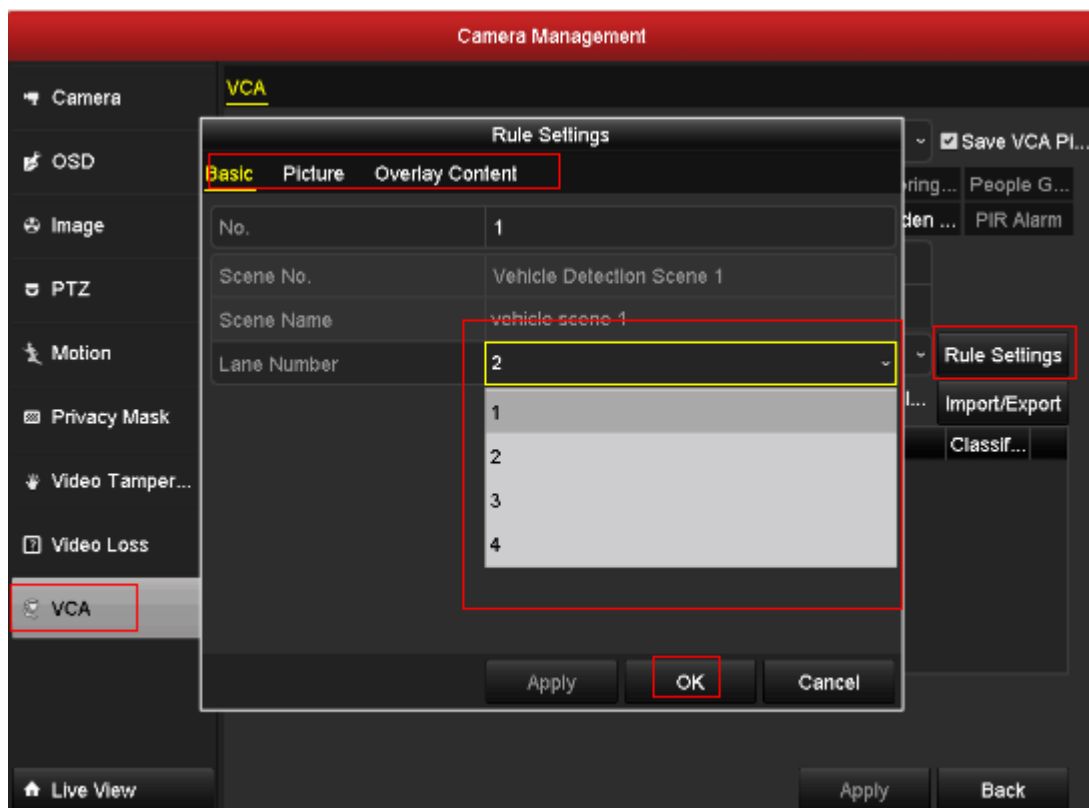 Camera Management
Camera
OSD
Image
PTZ
Motion
Privacy Mask
Video Tamper...
Video Loss
VCA
Live View
VCA
Save VCA Pi...
ring... People G...
den ... PIR Alarm
Rule Settings
l... Import/Export
Classif...
Rule Settings
Basic Picture Overlay Content
No. 1
Scene No. Vehicle Detection Scene 1
Scene Name vehicle scene 1
Lane Number 2
1
2
3
4
Apply OK Cancel
Apply Back